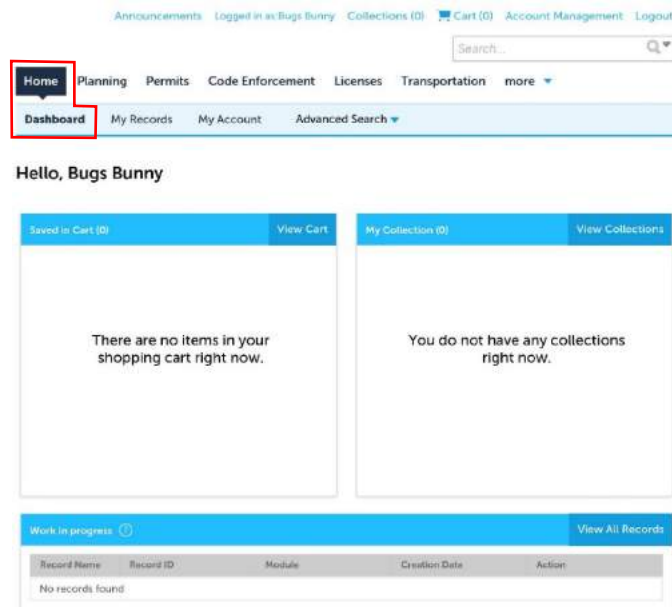 Announcements Logged in as:Bugs Bunny Collections (0) Cart (0) Account Management Logout
Search...
Home Planning Permits Code Enforcement Licenses Transportation more
Dashboard My Records My Account Advanced Search
Hello, Bugs Bunny
Saved in Cart (0) View Cart My Collection (0) View Collections
There are no items in your
shopping cart right now.
You do not have any collections
right now.
Work in progress View All Records
Record Name Record ID Module Creation Date Action
No records found